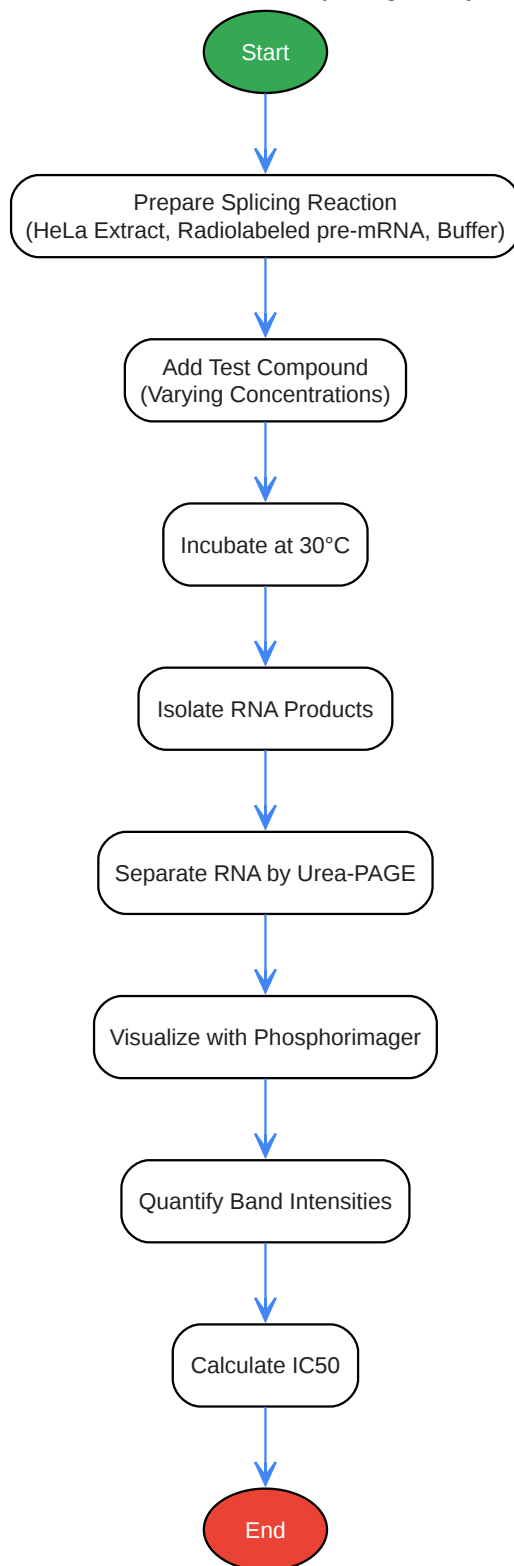 Start
Prepare Splicing Reaction
(HeLa Extract, Radiolabeled pre-mRNA, Buffer)
Add Test Compound
(Varying Concentrations)
Incubate at 30°C
Isolate RNA Products
Separate RNA by Urea-PAGE
Visualize with Phosphorimager
Quantify Band Intensities
Calculate IC50
End